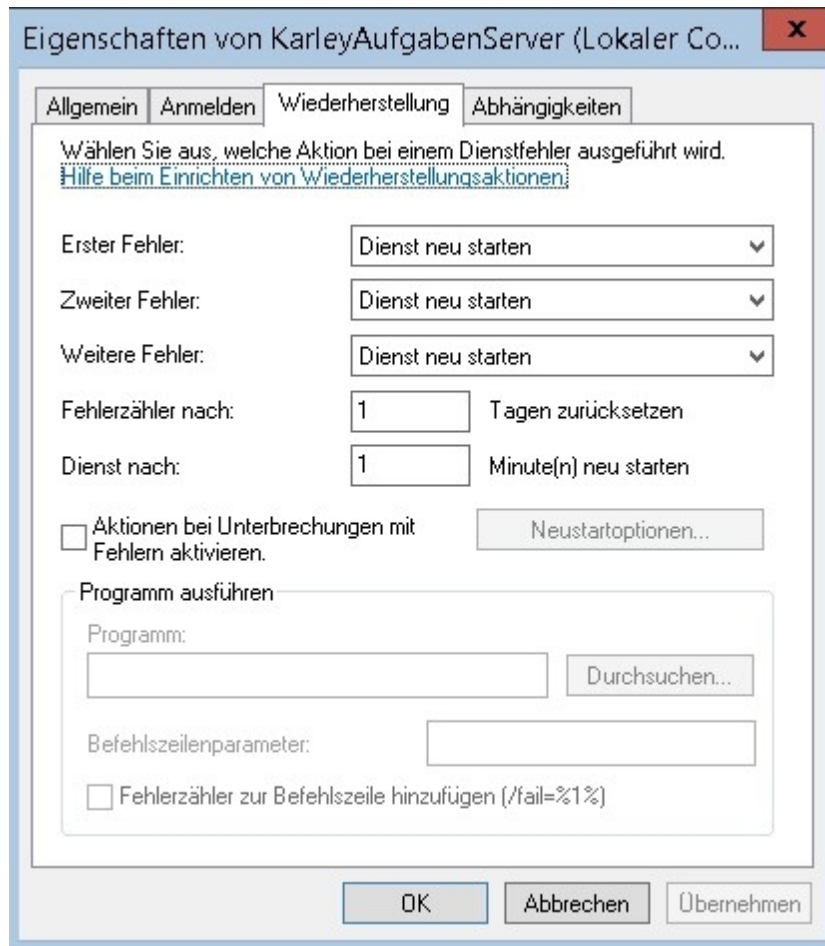 Eigenschaften von KarleyAufgabenServer (Lokaler Co...
x
Allgemein Anmelden Wiederherstellung Abhängigkeiten
Wählen Sie aus, welche Aktion bei einem Dienstfehler ausgeführt wird.
Hilfe beim Einrichten von Wiederherstellungsaktionen.
Erster Fehler: Dienst neu starten
Zweiter Fehler: Dienst neu starten
Weitere Fehler: Dienst neu starten
Fehlerzähler nach: 1 Tagen zurücksetzen
Dienst nach: 1 Minute(n) neu starten
Aktionen bei Unterbrechungen mit
Fehlern aktivieren.
Neustartoptionen...
Programm ausführen
Programm:
Durchsuchen...
Befehlszeilenparameter:
Fehlerzähler zur Befehlszeile hinzufügen (/fail=%1%)
OK Abbrechen Übernehmen